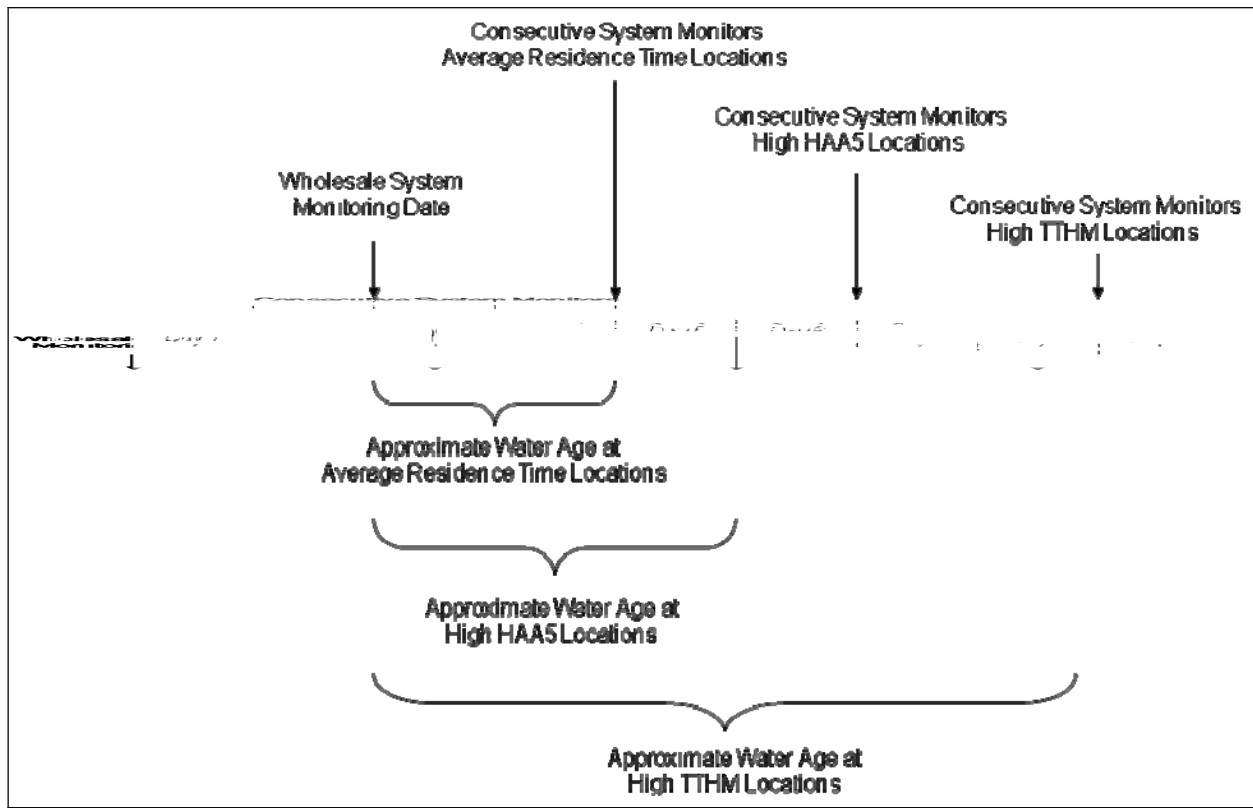 Consecutive System Monitors
Average Residence Time Locations
Consecutive System Monitors
High HAA5 Locations
Wholesale System
Monitoring Date
Consecutive System Monitors
High TTHM Locations
Approximate Water Age at
Average Residence Time Locations
Approximate Water Age at
High HAA5 Locations
Approximate Water Age at
High TTHM Locations